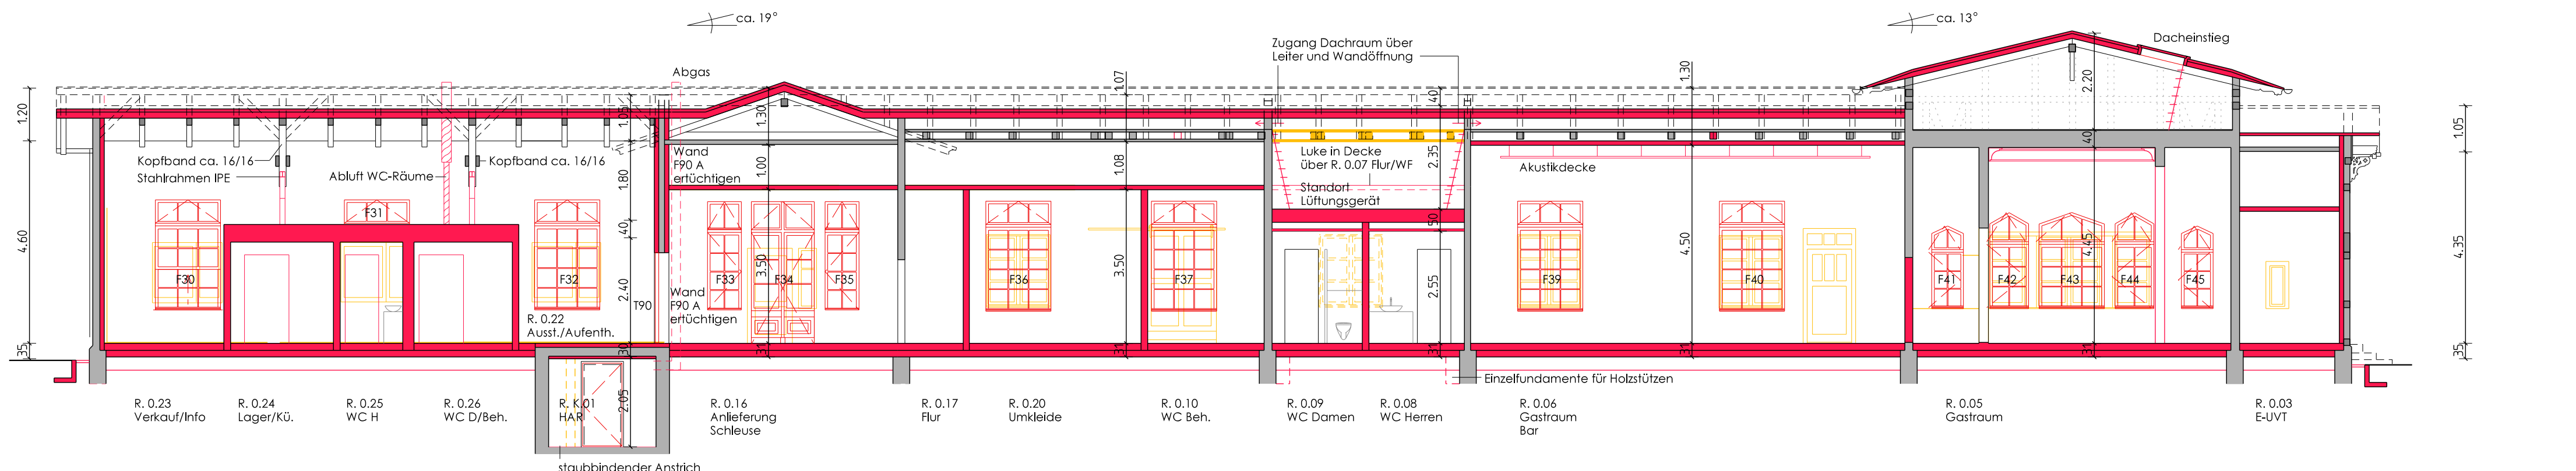 ca. 19°
ca. 13°
Zugang Dachraum über
Leiter und Wandöffnung
Dacheinstieg
Abgas
1.20
4.60
35
Kopfband ca. 16/16
Stahlrahmen IPE
Abluft WC-Räume
Kopfband ca. 16/16
1.05
1.80
40
2.40
30
2.05
Wand
F90 A
ertüchtigen
Wand
F90 A
ertüchtigen
T90
1.30
1.00
3.50
31
1.07
1.08
3.50
31
Luke in Decke
über R. 0.07 Flur/WF
Standort
Lüftungsgerät
40
2.35
50
2.55
31
Akustikdecke
1.30
4.50
31
2.20
40
4.45
31
1.05
4.35
35
F30
F31
F32
F33
F34
F35
F36
F37
F39
F40
F41
F42
F43
F44
F45
R. 0.22
Ausst./Aufenth.
Einzelfundamente für Holzstützen
R. 0.23
Verkauf/Info
R. 0.24
Lager/Kü.
R. 0.25
WC H
R. 0.26
WC D/Beh.
R. K.01
HAR
R. 0.16
Anlieferung
Schleuse
R. 0.17
Flur
R. 0.20
Umkleide
R. 0.10
WC Beh.
R. 0.09
WC Damen
R. 0.08
WC Herren
R. 0.06
Gastraum
Bar
R. 0.05
Gastraum
R. 0.03
E-UVT
staubbindender Anstrich